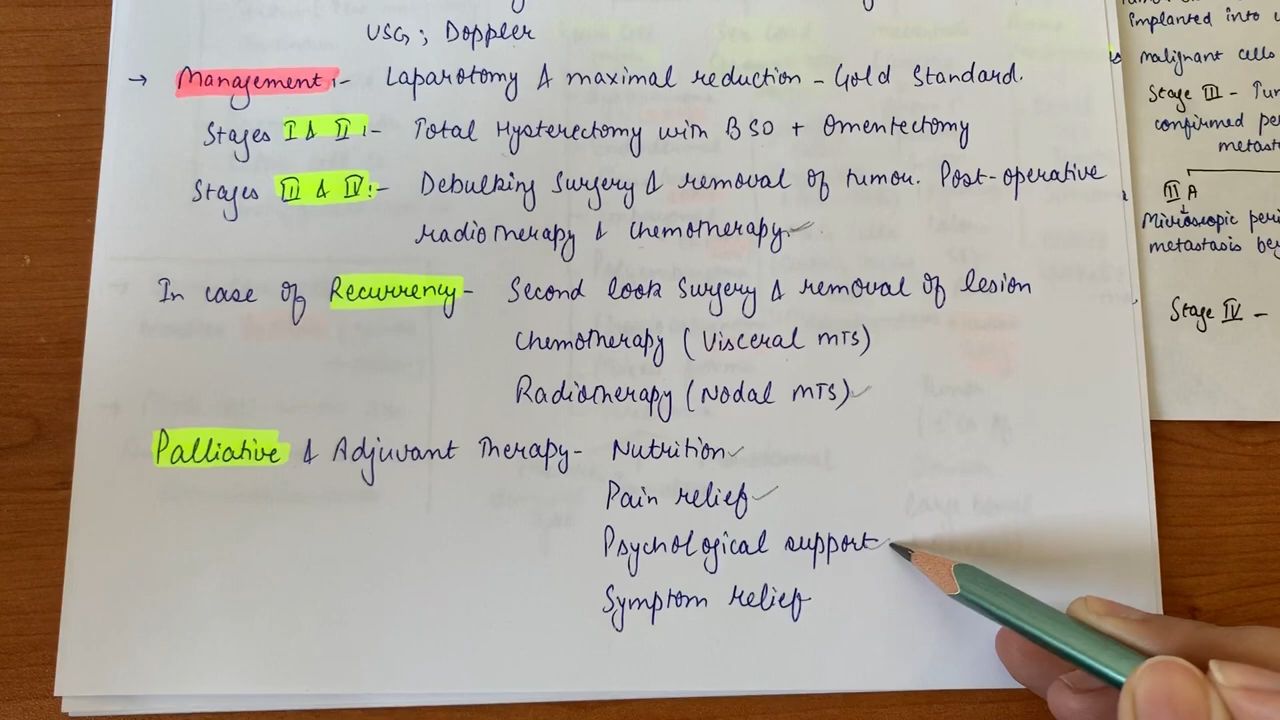 USG ; Doppler
→ Management :- Laparotomy & maximal reduction - Gold Standard.
Stages I & II :- Total Hysterectomy with BSO + Omentectomy
Stages III & IV :- Debulking surgery & removal of tumour. Post-operative
radiotherapy & chemotherapy.
In case of Recurrency - Second look surgery & removal of lesion
Chemotherapy (Visceral MTS)
Radiotherapy (Nodal MTS)
Palliative & Adjuvant Therapy - Nutrition
Pain relief
Psychological support
Symptom relief
implanted into
malignant cells
Stage III -
confirmed
III A
Microscopic
metastasis
Stage IV -